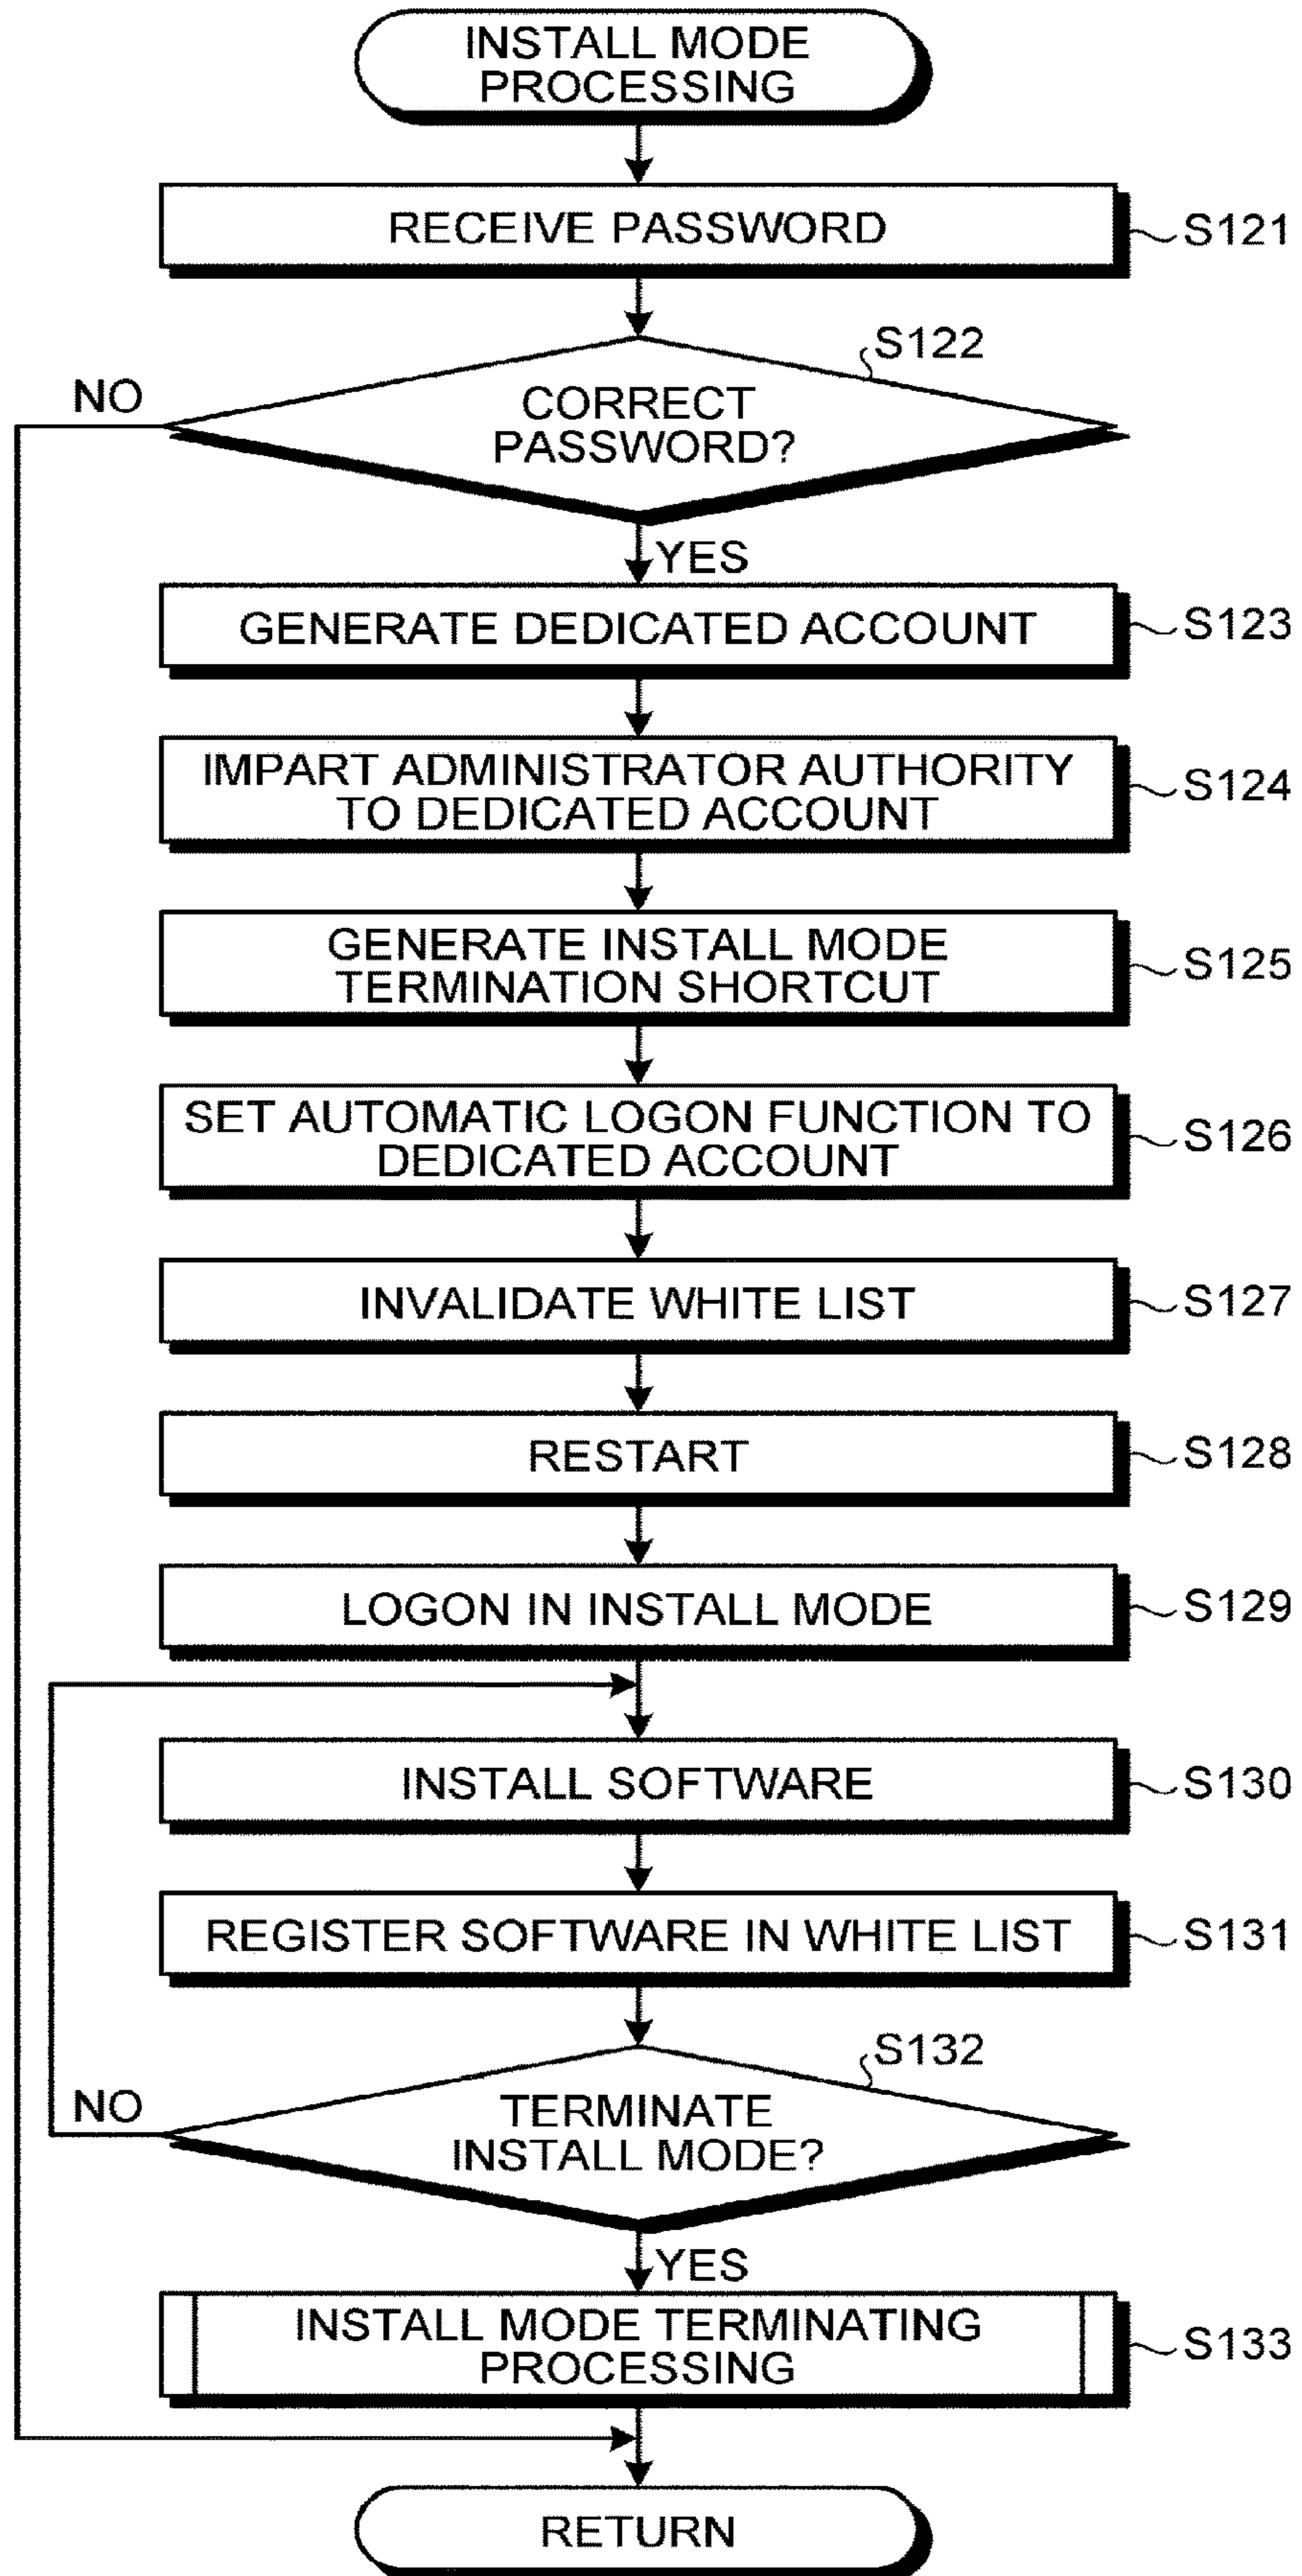 INSTALL MODE
PROCESSING
RECEIVE PASSWORD
S121
S122
NO
CORRECT
PASSWORD?
YES
GENERATE DEDICATED ACCOUNT
S123
IMPART ADMINISTRATOR AUTHORITY
TO DEDICATED ACCOUNT
S124
GENERATE INSTALL MODE
TERMINATION SHORTCUT
S125
SET AUTOMATIC LOGON FUNCTION TO
DEDICATED ACCOUNT
S126
INVALIDATE WHITE LIST
S127
RESTART
S128
LOGON IN INSTALL MODE
S129
INSTALL SOFTWARE
S130
REGISTER SOFTWARE IN WHITE LIST
S131
S132
NO
TERMINATE
INSTALL MODE?
YES
INSTALL MODE TERMINATING
PROCESSING
S133
RETURN